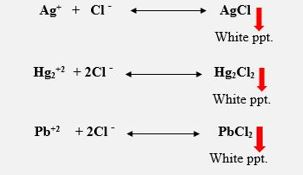 Ag⁺ + Cl⁻ ⟷ AgCl ↓
White ppt.
Hg₂⁺² + 2Cl⁻ ⟷ Hg₂Cl₂ ↓
White ppt.
Pb⁺² + 2Cl⁻ ⟷ PbCl₂ ↓
White ppt.